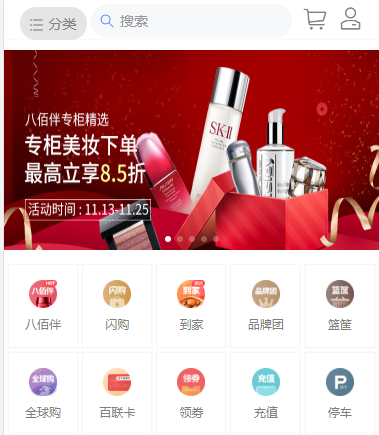 分类
搜索
八佰伴专柜精选
专柜美妆下单
最高立享8.5折
活动时间 : 11.13-11.25
SK-II
八佰伴 HOT
闪购
到家
品牌团
篮筐
八佰伴
闪购
到家
品牌团
篮筐
全球购
领劵
充值
P
全球购
百联卡
领劵
充值
停车